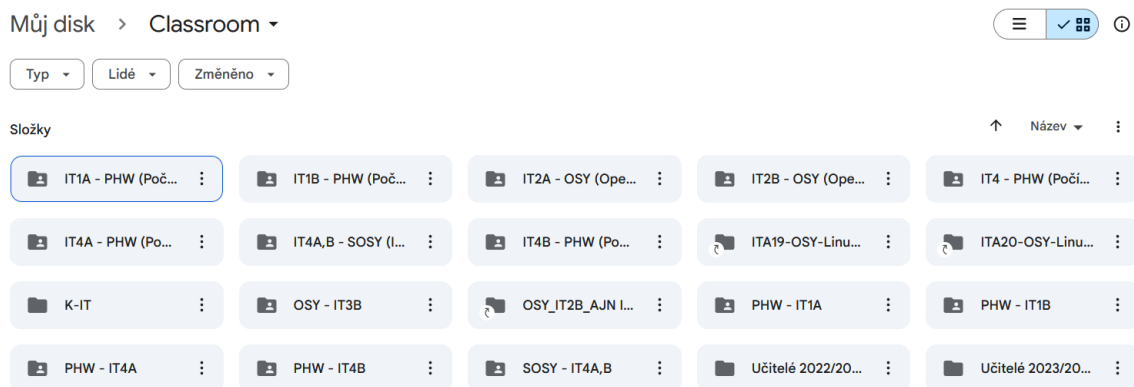 Můj disk > Classroom
Typ Lidé Změněno
Složky
Název
IT1A - PHW (Poč... IT1B - PHW (Poč... IT2A - OSY (Ope... IT2B - OSY (Ope... IT4 - PHW (Počí...
IT4A - PHW (Po... IT4A,B - SOSY (I... IT4B - PHW (Po... ITA19-OSY-Linu... ITA20-OSY-Linu...
K-IT OSY - IT3B OSY_IT2B_AJN I... PHW - IT1A PHW - IT1B
PHW - IT4A PHW - IT4B SOSY - IT4A,B Učitelé 2022/20... Učitelé 2023/20...